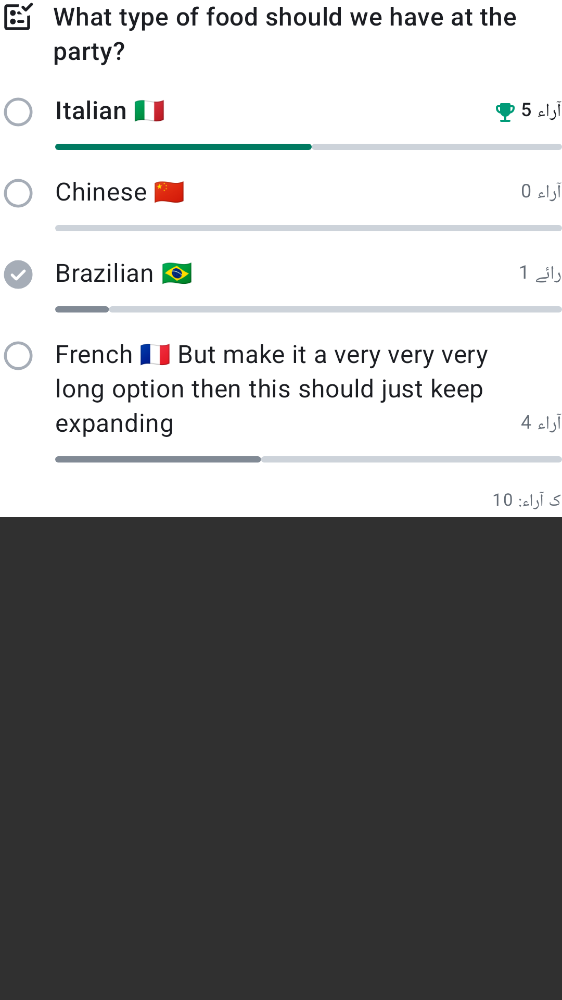 What type of food should we have at the
party?
Italian 🇮🇹
5 آراء
Chinese 🇨🇳
0 آراء
Brazilian 🇧🇷
1 رائے
French 🇫🇷 But make it a very very very
long option then this should just keep
expanding
4 آراء
ک آراء: 10